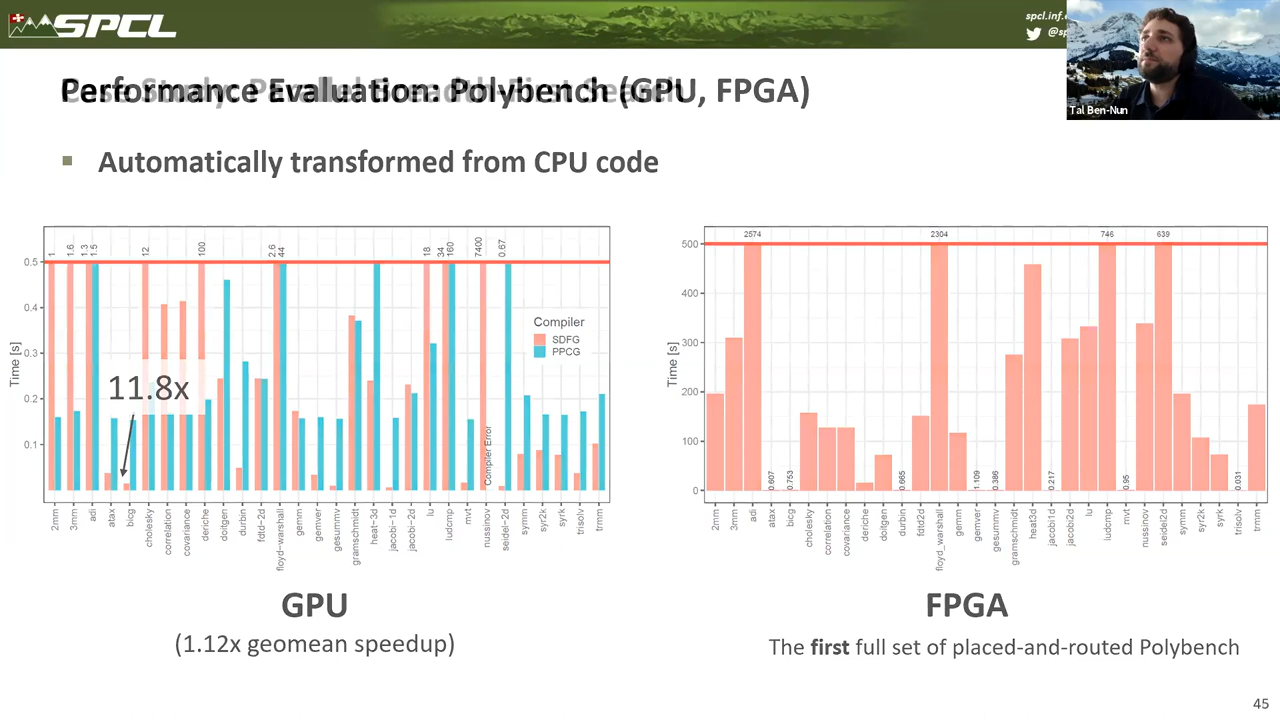 SPCL
spcl.inf.e
@sp
Tal Ben-Nun
Performance Evaluation: Polybench (GPU, FPGA)
Case Study: Parallel Breadth-First Search
Automatically transformed from CPU code
1 1.6 1.3 1.5 12 100 2.6 44 18 34 160 7400 0.67
0.5
0.4
0.3
0.2
0.1
Time [s]
11.8x
Compiler
SDFG
PPCG
Compiler Error
2mm 3mm adi atax bicg cholesky correlation covariance deriche doitgen durbin fdtd-2d floyd-warshall gemm gemver gesummv gramschmidt heat-3d jacobi-1d jacobi-2d lu ludcmp mvt nussinov seidel-2d symm syr2k syrk trisolv trmm
GPU
(1.12x geomean speedup)
2574 2304 746 639
500
400
300
200
100
0
Time [s]
0.607 0.753 0.665 1.109 0.386 0.217 0.95 0.031
2mm 3mm adi atax bicg cholesky correlation covariance deriche doitgen durbin fdtd2d floyd_warshall gemm gemver gesummv gramschmidt heat3d jacobi1d jacobi2d lu ludcmp mvt nussinov seidel2d symm syr2k syrk trisolv trmm
FPGA
The first full set of placed-and-routed Polybench
45